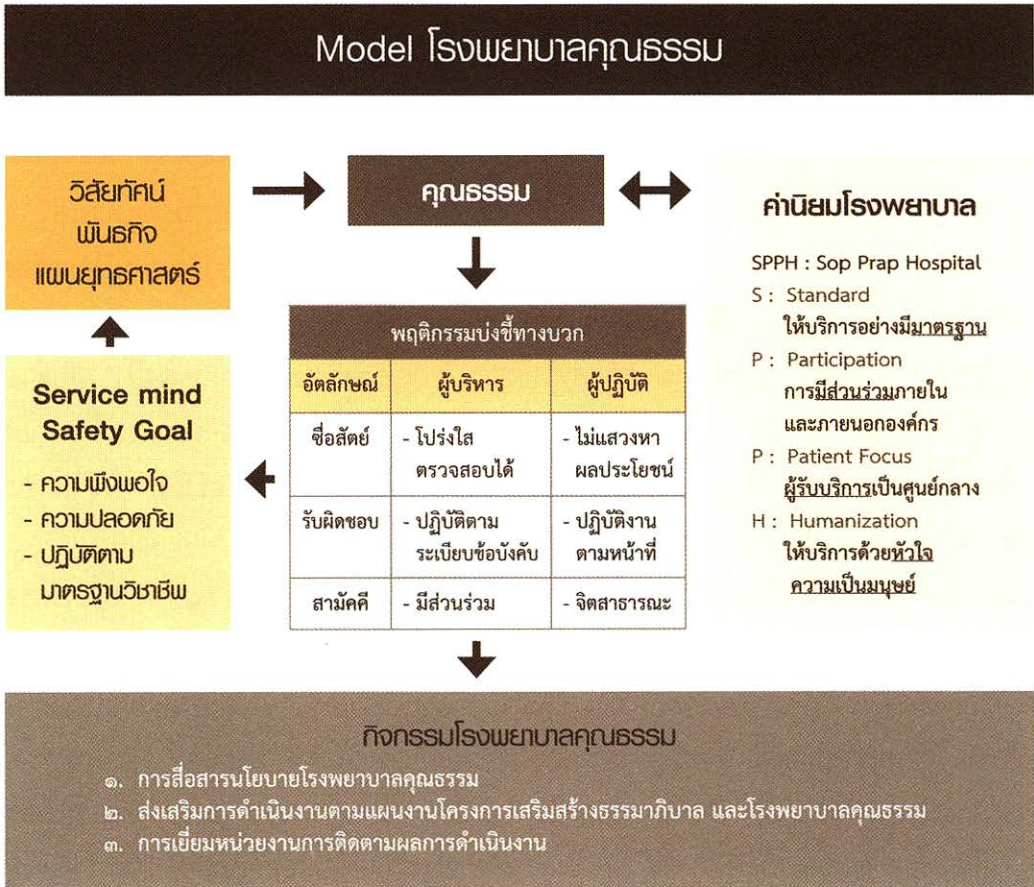 Model โรงพยาบาลคุณธรรม
วิสัยทัศน์
พันธกิจ
แผนยุทธศาสตร์
คุณธรรม
ค่านิยมโรงพยาบาล
SPPH : Sop Prap Hospital
S : Standard
ให้บริการอย่างมีมาตรฐาน
P : Participation
การมีส่วนร่วมภายใน
และภายนอกองค์กร
P : Patient Focus
ผู้รับบริการเป็นศูนย์กลาง
H : Humanization
ให้บริการด้วยหัวใจ
ความเป็นมนุษย์
พฤติกรรมบ่งชี้ทางบวก
อัตลักษณ์ ผู้บริหาร ผู้ปฏิบัติ
ซื่อสัตย์ - โปร่งใส - ไม่แสวงหา
ตรวจสอบได้ ผลประโยชน์
รับผิดชอบ - ปฏิบัติตาม - ปฏิบัติงาน
ระเบียบข้อบังคับ ตามหน้าที่
สามัคคี - มีส่วนร่วม - จิตสาธารณะ
Service mind
Safety Goal
- ความพึงพอใจ
- ความปลอดภัย
- ปฏิบัติตาม
มาตรฐานวิชาชีพ
กิจกรรมโรงพยาบาลคุณธรรม
๑. การสื่อสารนโยบายโรงพยาบาลคุณธรรม
๒. ส่งเสริมการดำเนินงานตามแผนงานโครงการเสริมสร้างธรรมาภิบาล และโรงพยาบาลคุณธรรม
๓. การเยี่ยมหน่วยงานการติดตามผลการดำเนินงาน